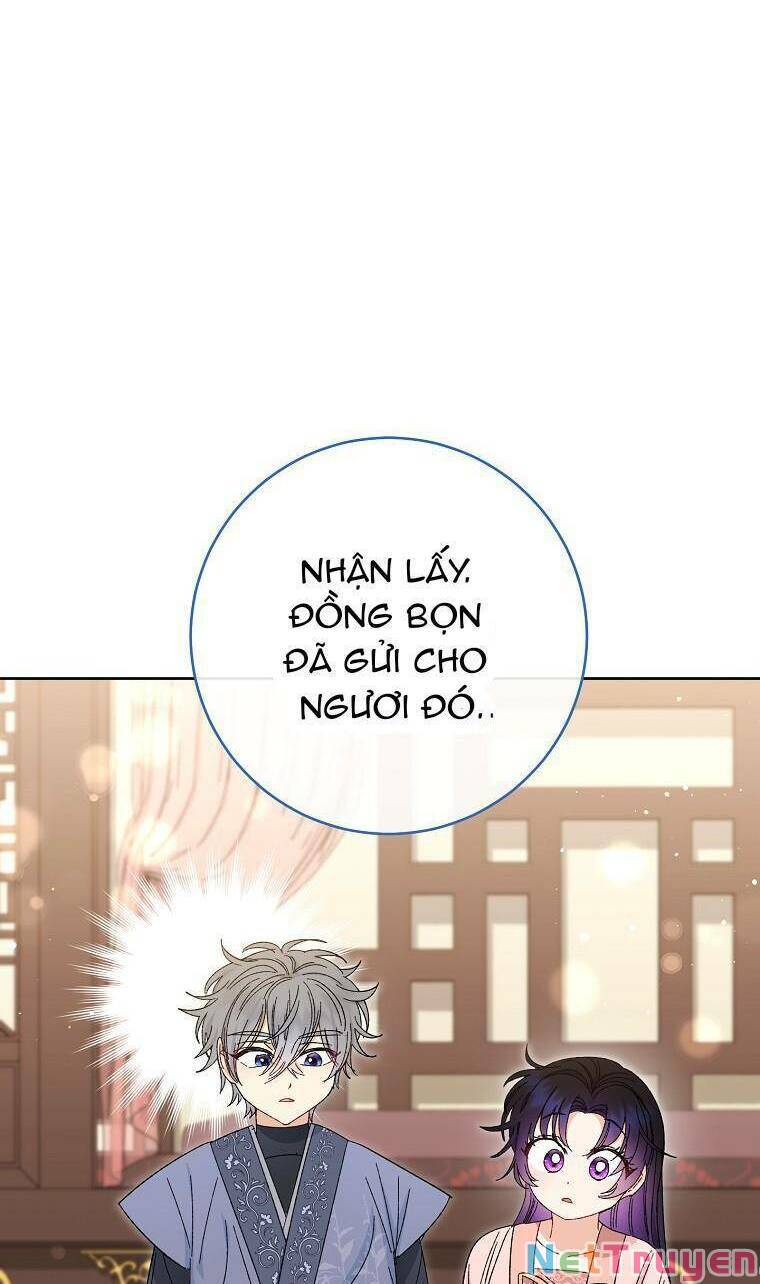 NHẬN LẤY.
ĐỒNG BỌN
ĐÃ GỬI CHO
NGƯƠI ĐÓ..
NetTruyen